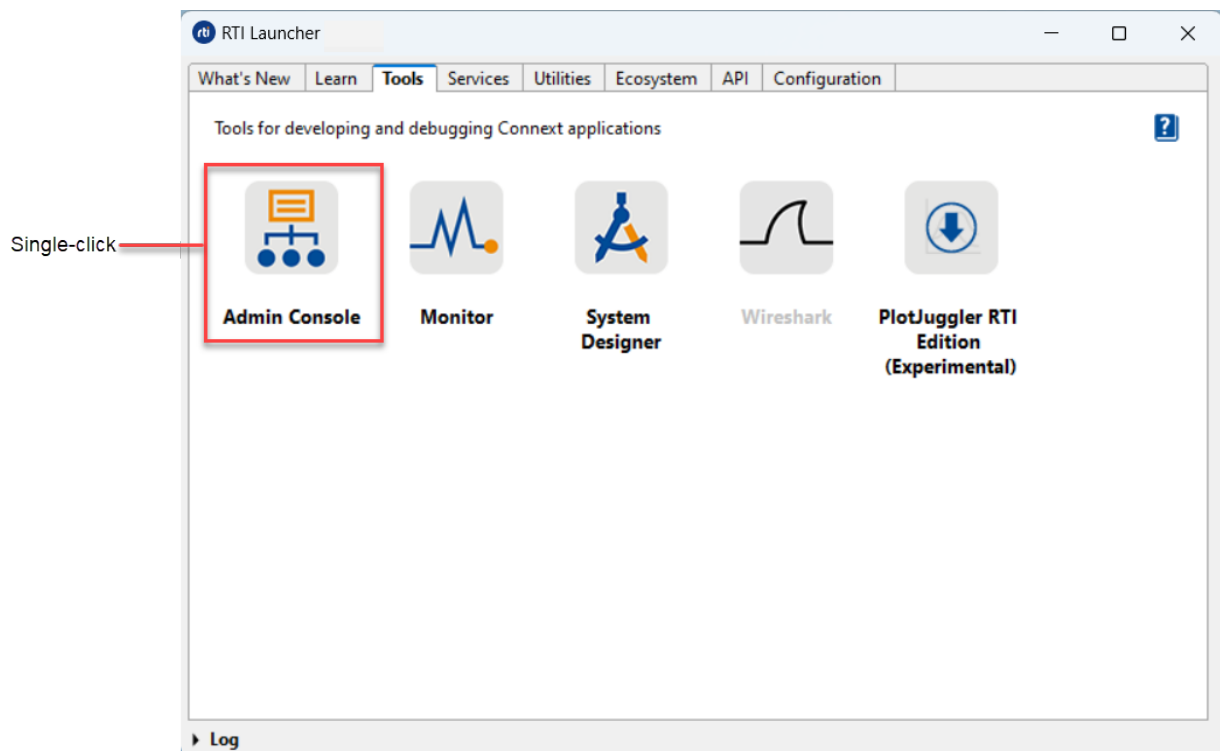 rti RTI Launcher
What's New Learn Tools Services Utilities Ecosystem API Configuration
Tools for developing and debugging Connext applications
?
Single-click
Admin Console Monitor System Wireshark PlotJuggler RTI
Designer Edition
(Experimental)
Log